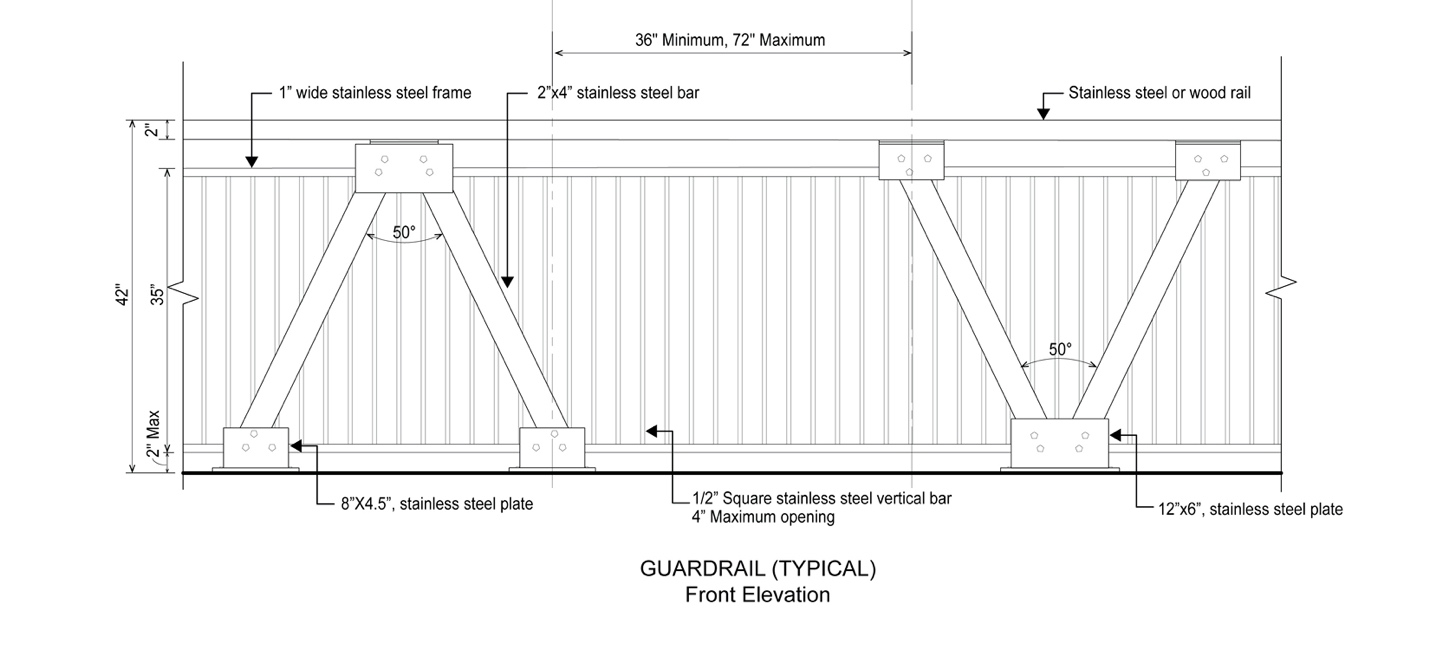 36" Minimum, 72" Maximum
1” wide stainless steel frame
2”x4” stainless steel bar
Stainless steel or wood rail
2"
50°
42"
35”
50°
2" Max
8”X4.5”, stainless steel plate
1/2” Square stainless steel vertical bar
4” Maximum opening
12”x6”, stainless steel plate
GUARDRAIL (TYPICAL)
Front Elevation